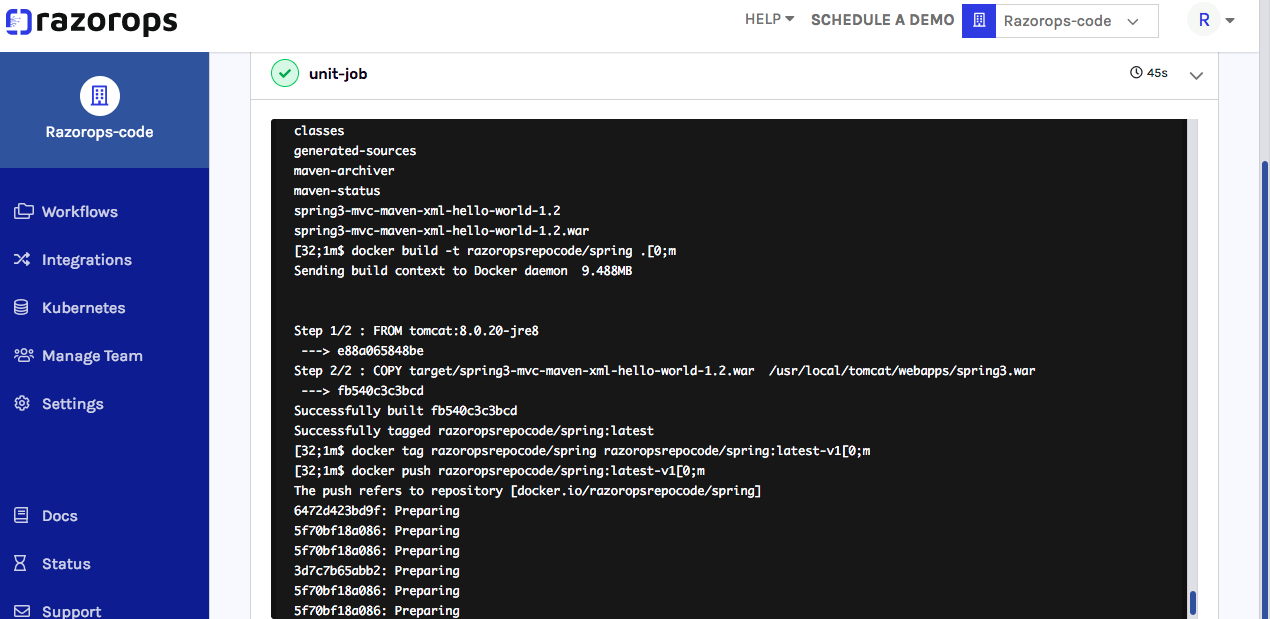 razorops
HELP
SCHEDULE A DEMO
Razorops-code
R
Razorops-code
Workflows
Integrations
Kubernetes
Manage Team
Settings
Docs
Status
Support
unit-job
45s
classes
generated-sources
maven-archiver
maven-status
spring3-mvc-maven-xml-hello-world-1.2
spring3-mvc-maven-xml-hello-world-1.2.war
[32;1m$ docker build -t razoropsrepocode/spring .[0;m
Sending build context to Docker daemon  9.488MB
Step 1/2 : FROM tomcat:8.0.20-jre8
---> e88a065848be
Step 2/2 : COPY target/spring3-mvc-maven-xml-hello-world-1.2.war  /usr/local/tomcat/webapps/spring3.war
---> fb540c3c3bcd
Successfully built fb540c3c3bcd
Successfully tagged razoropsrepocode/spring:latest
[32;1m$ docker tag razoropsrepocode/spring razoropsrepocode/spring:latest-v1[0;m
[32;1m$ docker push razoropsrepocode/spring:latest-v1[0;m
The push refers to repository [docker.io/razoropsrepocode/spring]
6472d423bd9f: Preparing
5f70bf18a086: Preparing
5f70bf18a086: Preparing
3d7c7b65abb2: Preparing
5f70bf18a086: Preparing
5f70bf18a086: Preparing